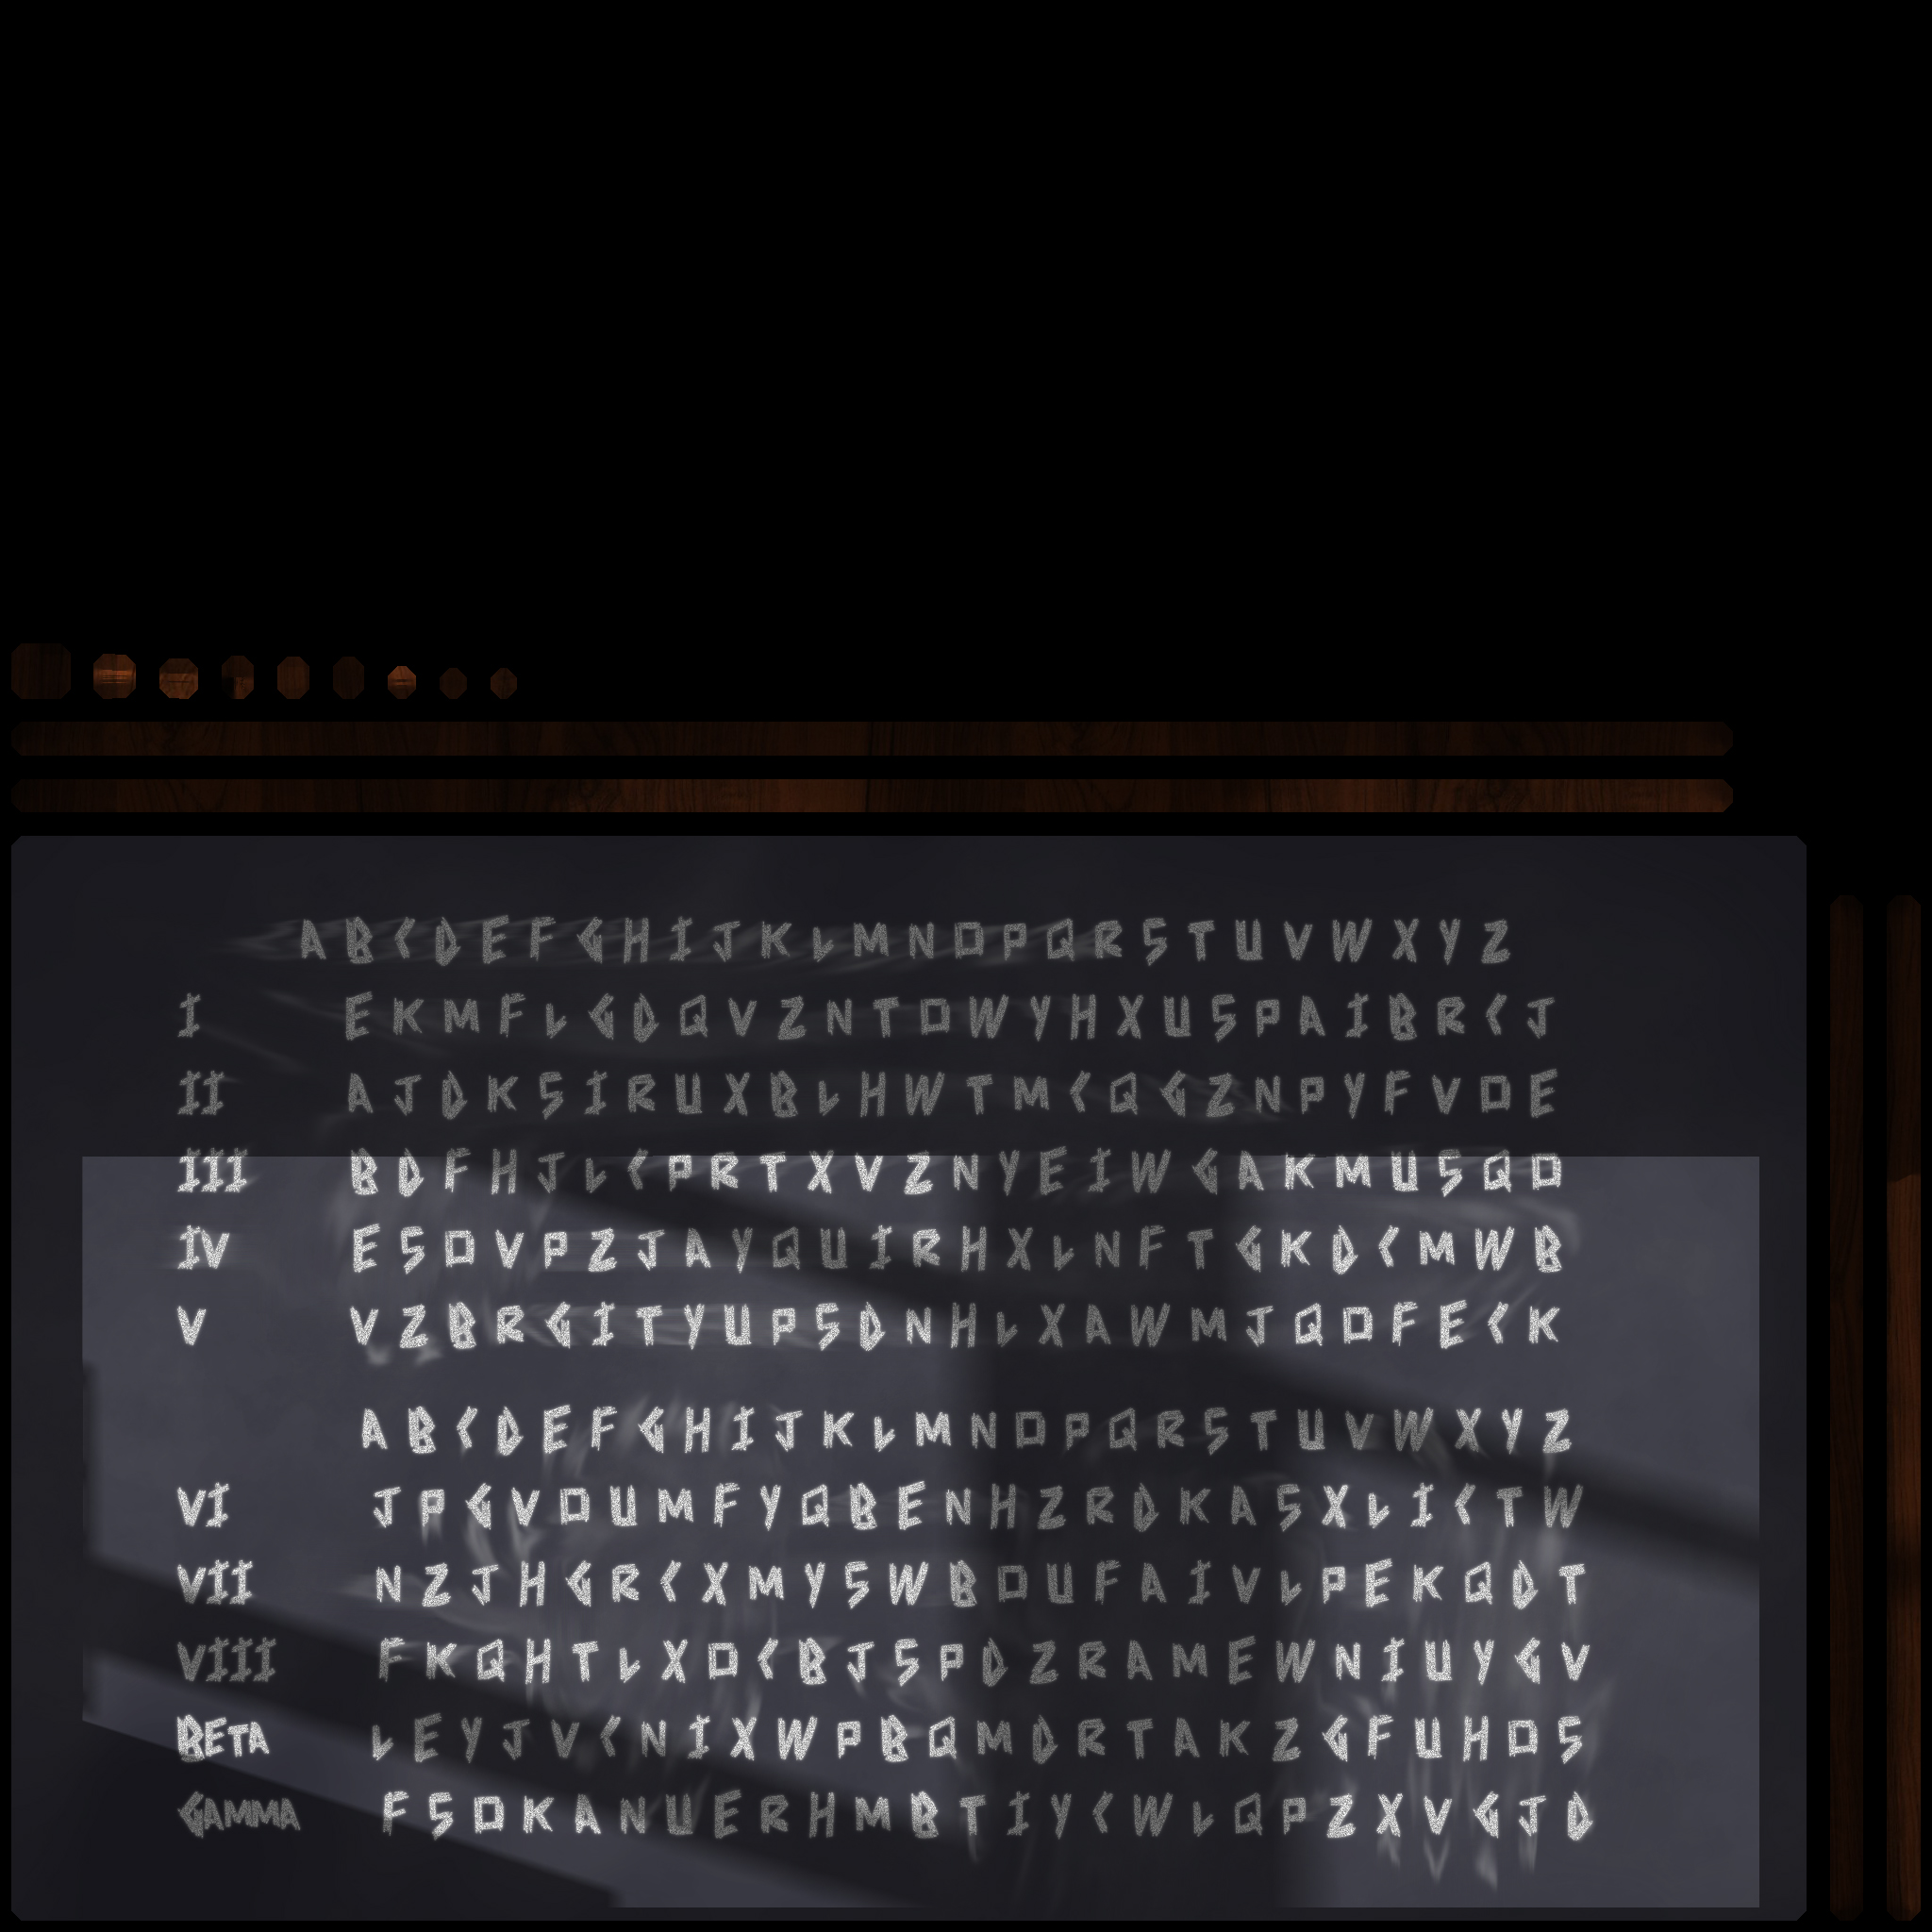 A B C D E F G H I J K L M N O P Q R S T U V W X Y Z
I E K M F L G D Q V Z N T O W Y H X U S P A I B R C J
II A J D K S I R U X B L H W T M C Q G Z N P Y F V O E
III B D F H J L C P R T X V Z N Y E I W G A K M U S Q O
IV E S O V P Z J A Y Q U I R H X L N F T G K D C M W B
V V Z B R G I T Y U P S D N H L X A W M J Q O F E C K
A B C D E F G H I J K L M N O P Q R S T U V W X Y Z
VI J P G V O U M F Y Q B E N H Z R D K A S X L I C T W
VII N Z J H G R C X M Y S W B O U F A I V L P E K Q D T
VIII F K Q H T L X O C B J S P D Z R A M E W N I U Y G V
BETA L E Y J V C N I X W P B Q M D R T A K Z G F U H O S
GAMMA F S O K A N U E R H M B T I Y C W L Q P Z X V G J D